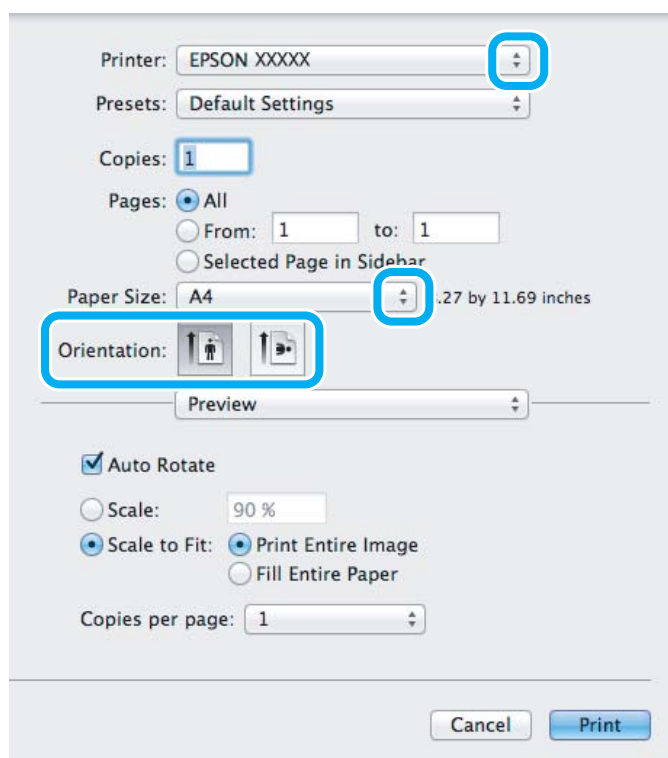 Printer: EPSON XXXXX
Presets: Default Settings
Copies: 1
Pages: All
From: 1 to: 1
Selected Page in Sidebar
Paper Size: A4 .27 by 11.69 inches
Orientation:
Preview
Auto Rotate
Scale: 90 %
Scale to Fit: Print Entire Image
Fill Entire Paper
Copies per page: 1
Cancel Print